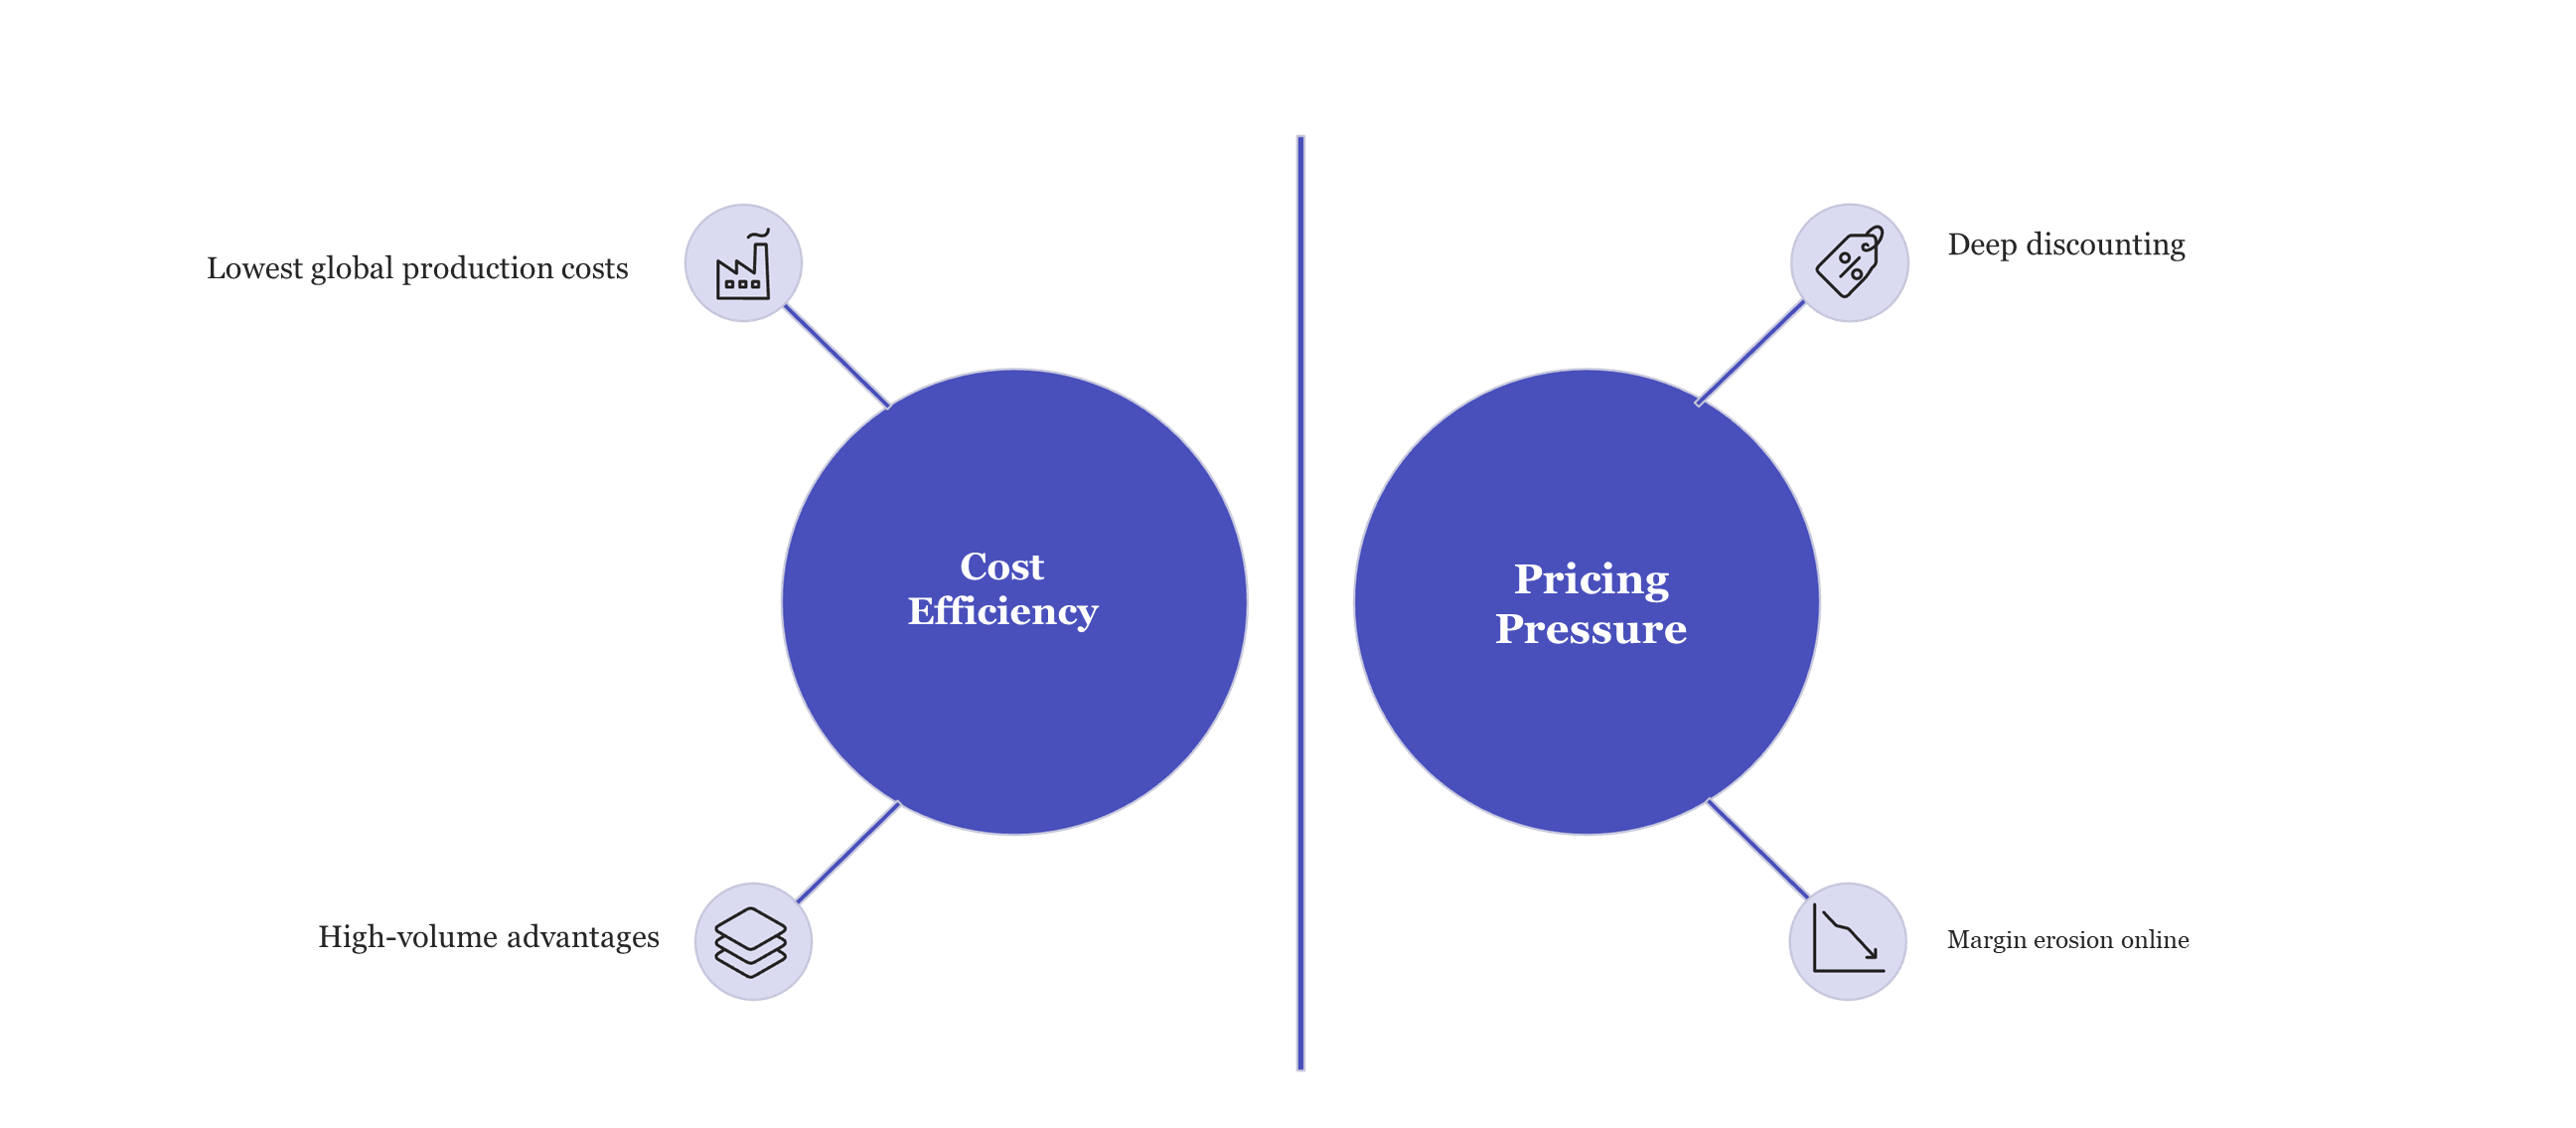 Lowest global production costs
High-volume advantages
Cost
Efficiency
Pricing
Pressure
Deep discounting
Margin erosion online